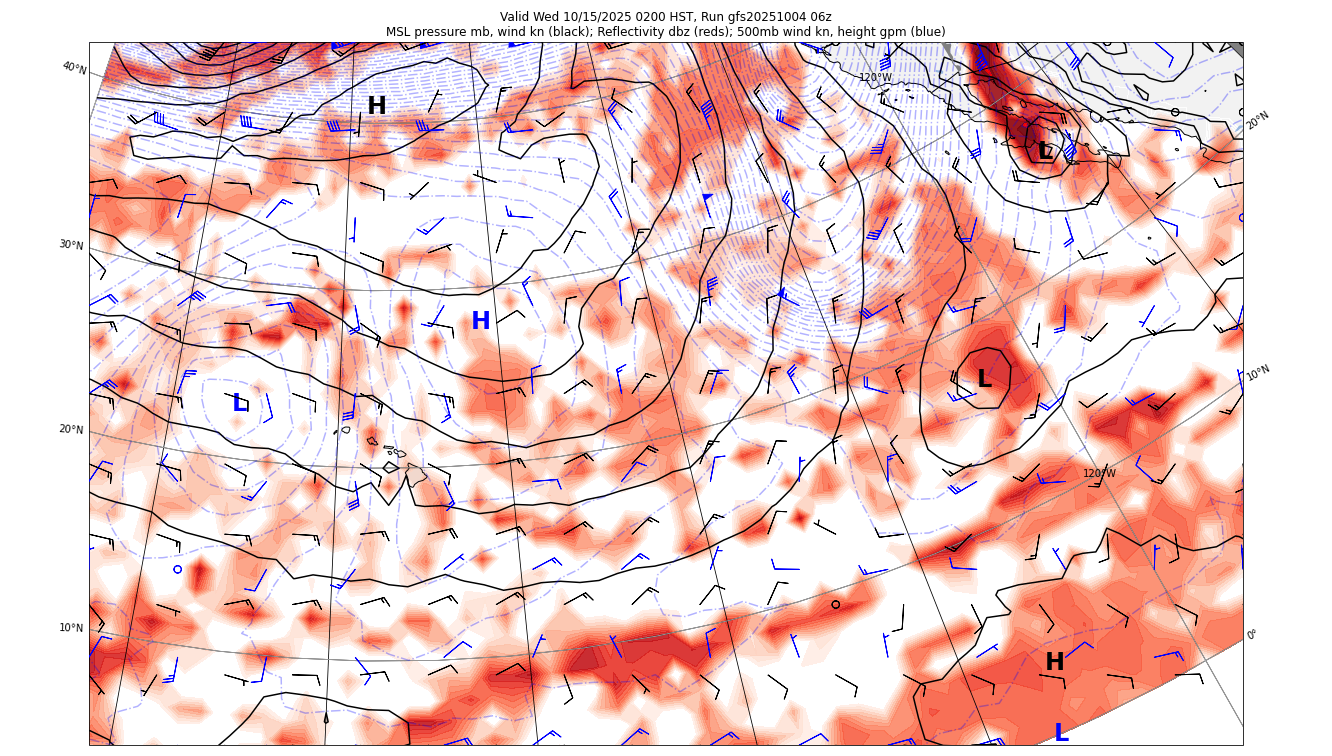 Valid Wed 10/15/2025 0200 HST, Run gfs20251004 06z
MSL pressure mb, wind kn (black); Reflectivity dbz (reds); 500mb wind kn, height gpm (blue)
40°N
120°W
H
20°N
L
30°N
H
L
10°N
L
20°N
120°W
10°N
0°
H
L